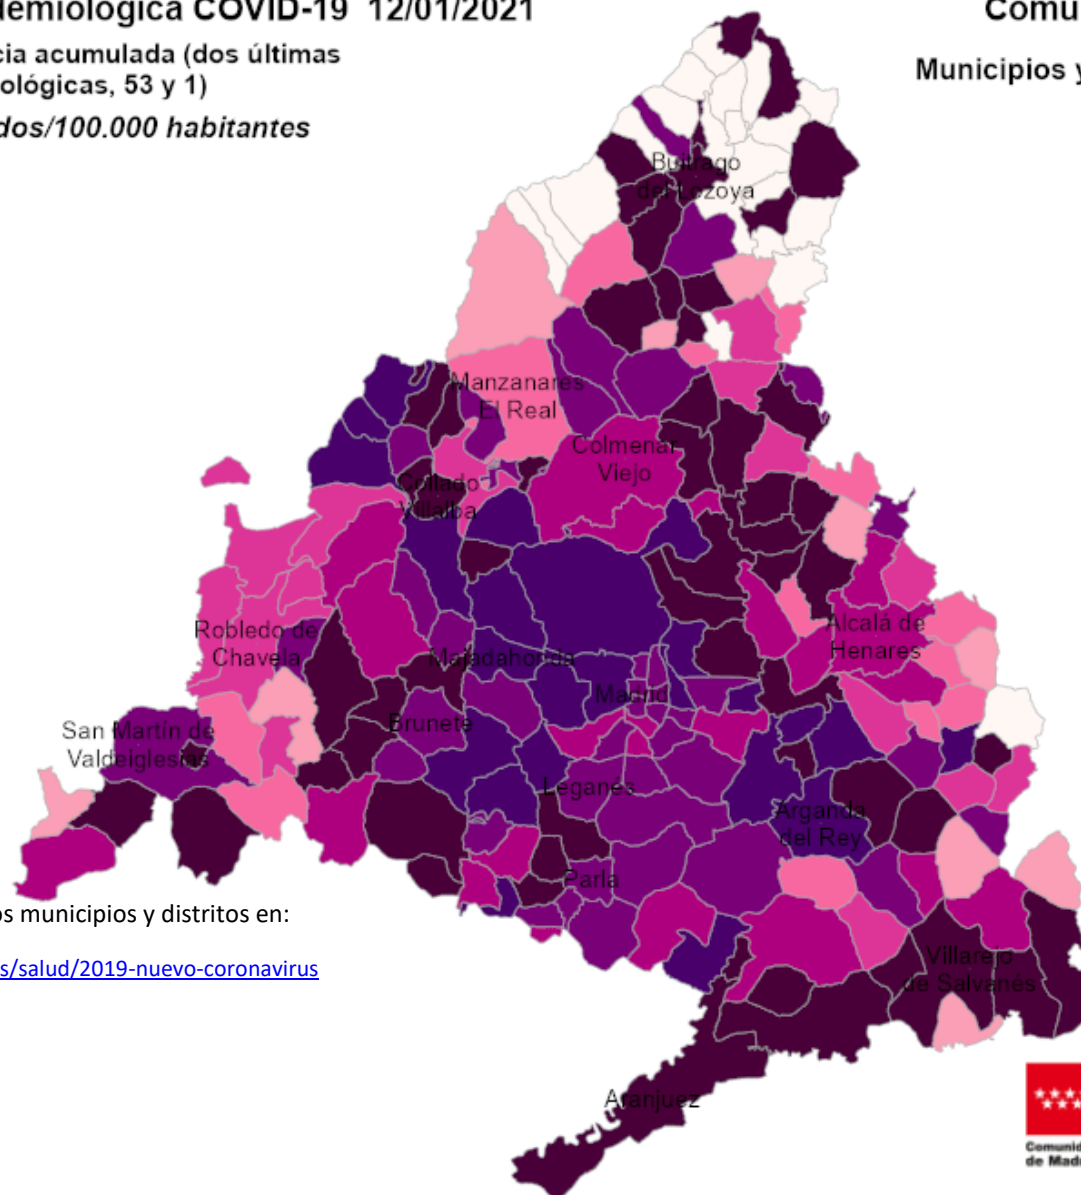 demiológica COVID-19 12/01/2021
Comu
cia acumulada (dos últimas
ológicas, 53 y 1)
Municipios y
dos/100.000 habitantes
Buitrago
del Lozoya
Manzanares
El Real
Colmenar
Viejo
Collado
Villalba
Robledo de
Chavela
Alcalá de
Henares
Majadahonda
Madrid
San Martín de
Valdeiglesias
Brunete
Leganés
Arganda
del Rey
Parla
os municipios y distritos en:
s/salud/2019-nuevo-coronavirus
Villarejo
de Salvanés
Aranjuez
Comunid
de Madr